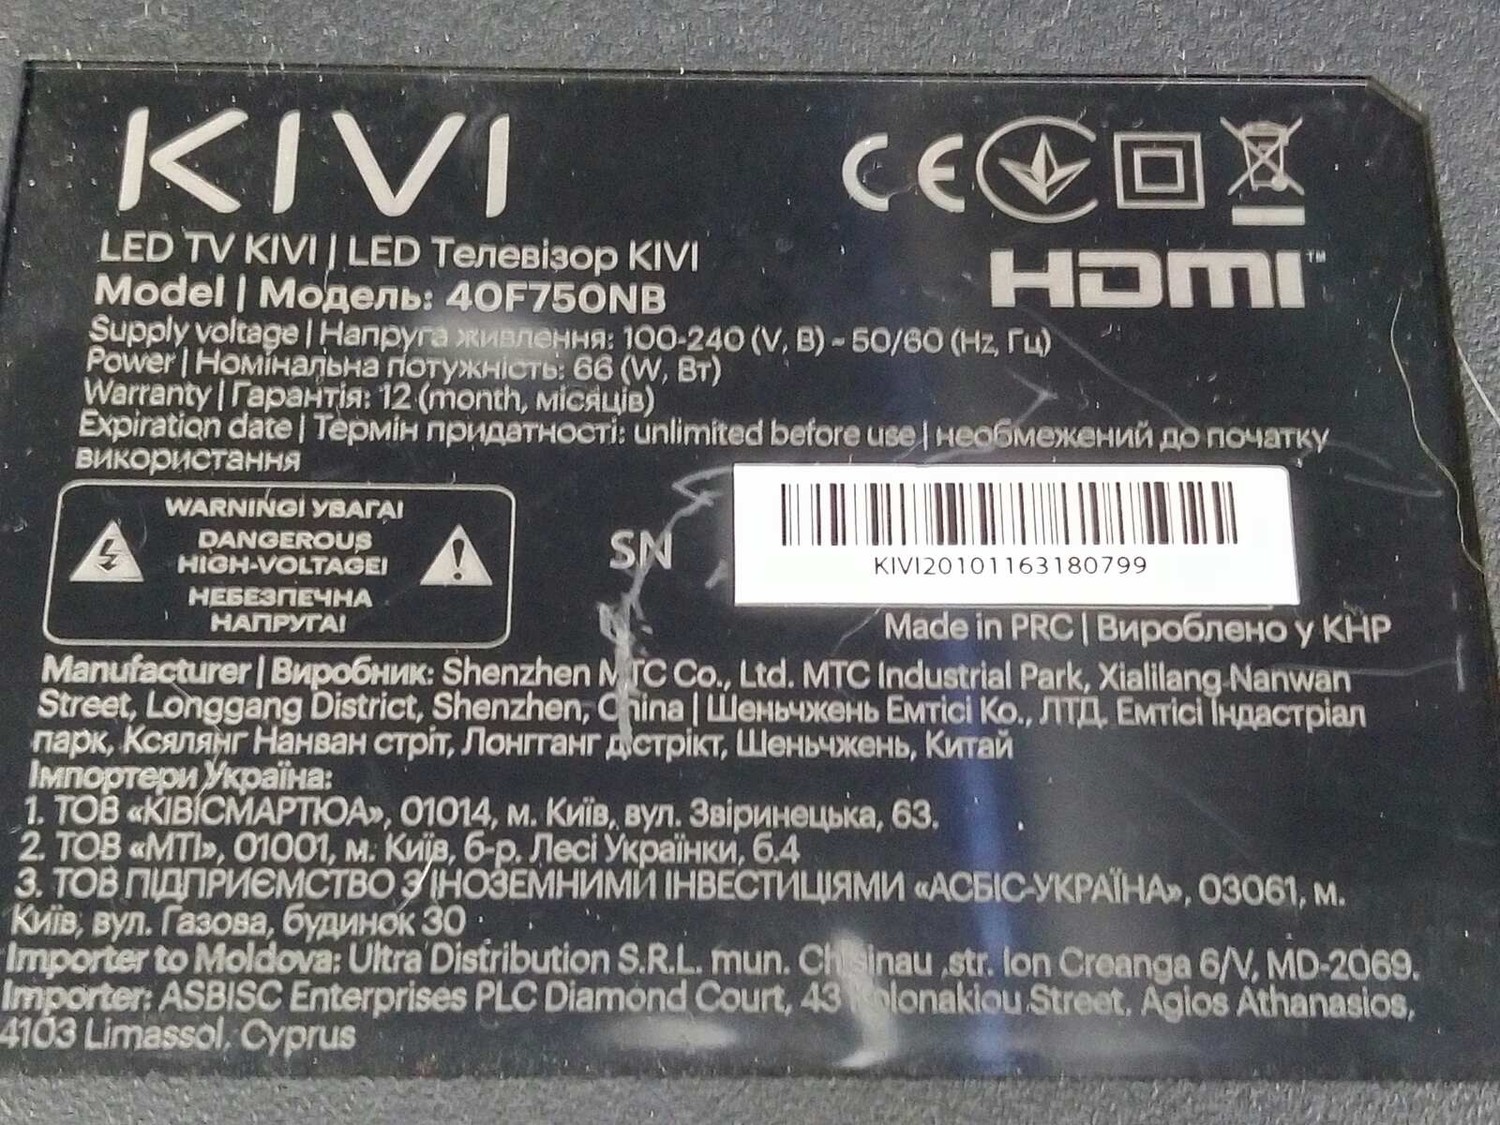 KIVI
CE
HDMI™
LED TV KIVI | LED Телевізор KIVI
Model | Модель: 40F750NB
Supply voltage | Напруга живлення: 100-240 (V, В) ~ 50/60 (Hz, Гц)
Power | Номінальна потужність: 66 (W, Вт)
Warranty | Гарантія: 12 (month, місяців)
Expiration date | Термін придатності: unlimited before use | необмежений до початку
використання
WARNING! УВАГА!
DANGEROUS
HIGH-VOLTAGE!
НЕБЕЗПЕЧНА
НАПРУГА!
SN
KIVI20101163180799
Made in PRC | Вироблено у КНР
Manufacturer | Виробник: Shenzhen MTC Co., Ltd. MTC Industrial Park, Xialilang Nanwan
Street, Longgang District, Shenzhen, China | Шеньчжень Емтісі Ко., ЛТД. Емтісі Індастріал
парк, Ксялянг Нанван стріт, Лонгганг дістрікт, Шеньчжень, Китай
Імпортери Україна:
1. ТОВ «КІВІСМАРТЮА», 01014, м. Київ, вул. Звіринецька, 63.
2. ТОВ «МТІ», 01001, м. Київ, б-р. Лесі Українки, б.4
3. ТОВ ПІДПРИЄМСТВО З ІНОЗЕМНИМИ ІНВЕСТИЦІЯМИ «АСБІС-УКРАЇНА», 03061, м.
Київ, вул. Газова, будинок 30
Importer to Moldova: Ultra Distribution S.R.L. mun. Chisinau ,str. Ion Creanga 6/V, MD-2069.
Importer: ASBISC Enterprises PLC Diamond Court, 43 Kolonakiou Street, Agios Athanasios,
4103 Limassol, Cyprus